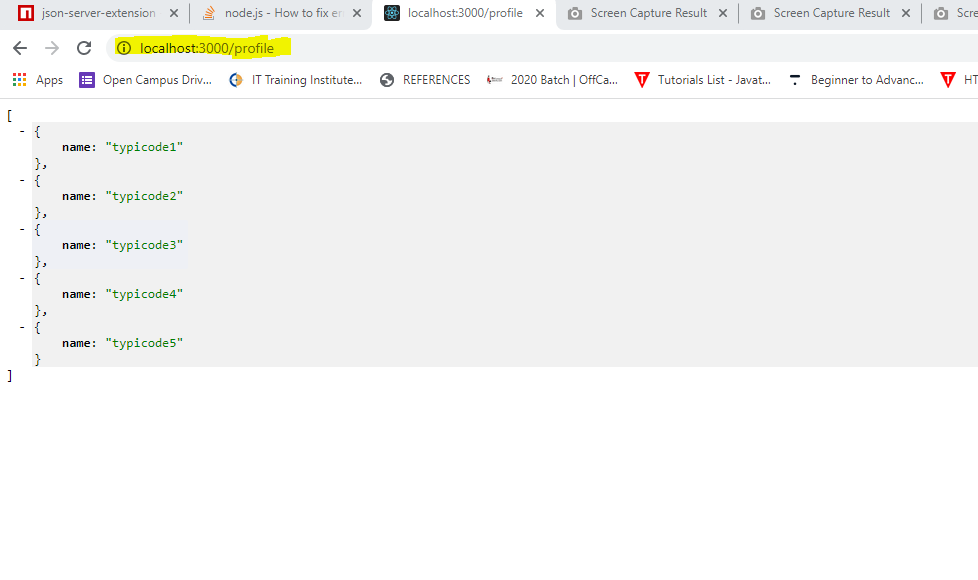 json-server-extension
node.js - How to fix er
localhost:3000/profile
Screen Capture Result
Screen Capture Result
Scre
localhost:3000/profile
Apps
Open Campus Driv...
IT Training Institute...
REFERENCES
2020 Batch | OffCa...
Tutorials List - Javat...
Beginner to Advanc...
HT
[
- {
name: "typicode1"
},
- {
name: "typicode2"
},
- {
name: "typicode3"
},
- {
name: "typicode4"
},
- {
name: "typicode5"
}
]